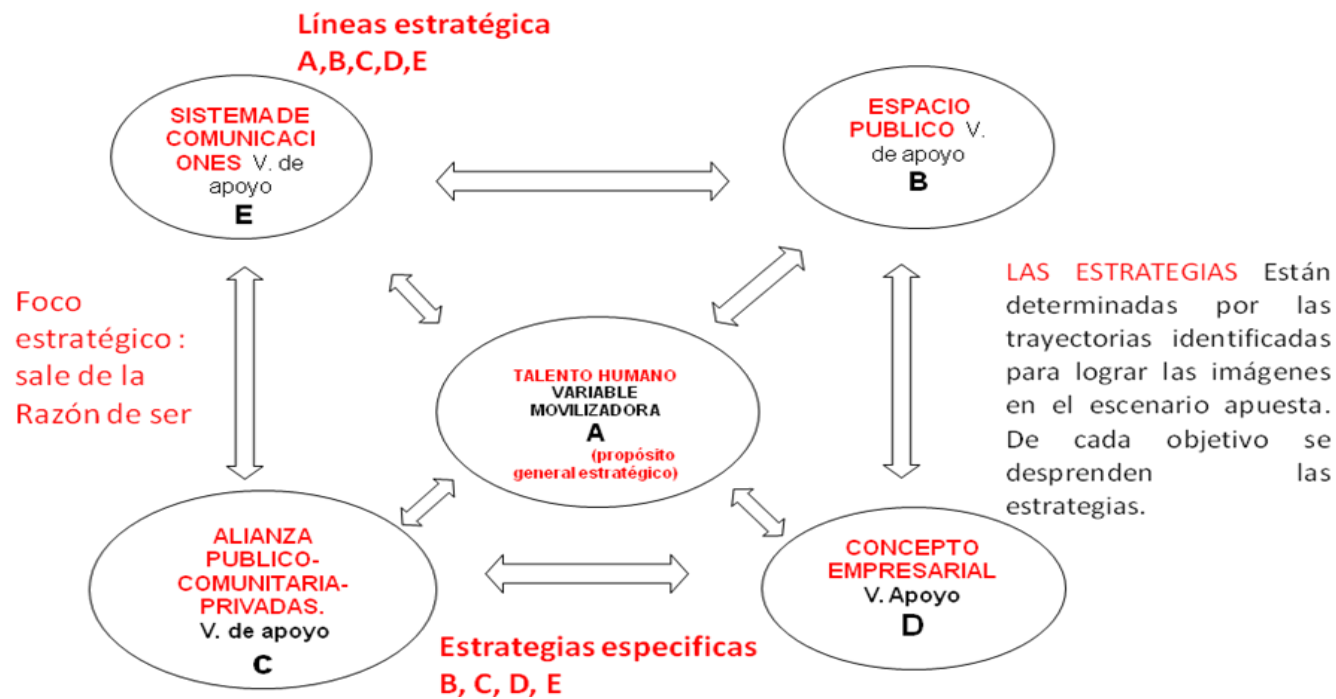 Líneas estratégica
A,B,C,D,E
SISTEMA DE
COMUNICACI
ONES V. de
apoyo
E
ESPACIO
PUBLICO V.
de apoyo
B
Foco
estratégico :
sale de la
Razón de ser
TALENTO HUMANO
VARIABLE
MOVILIZADORA
A
(propósito
general estratégico)
LAS ESTRATEGIAS Están
determinadas por las
trayectorias identificadas
para lograr las imágenes
en el escenario apuesta.
De cada objetivo se
desprenden las
estrategias.
ALIANZA
PUBLICO-
COMUNITARIA-
PRIVADAS.
V. de apoyo
C
CONCEPTO
EMPRESARIAL
V. Apoyo
D
Estrategias especificas
B, C, D, E